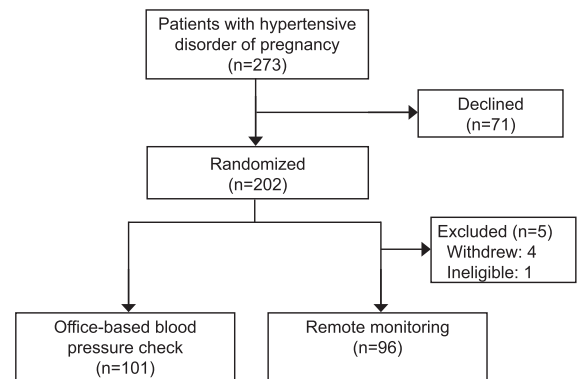 Patients with hypertensive
disorder of pregnancy
(n=273)
Declined
(n=71)
Randomized
(n=202)
Excluded (n=5)
Withdrew: 4
Ineligible: 1
Office-based blood
pressure check
(n=101)
Remote monitoring
(n=96)